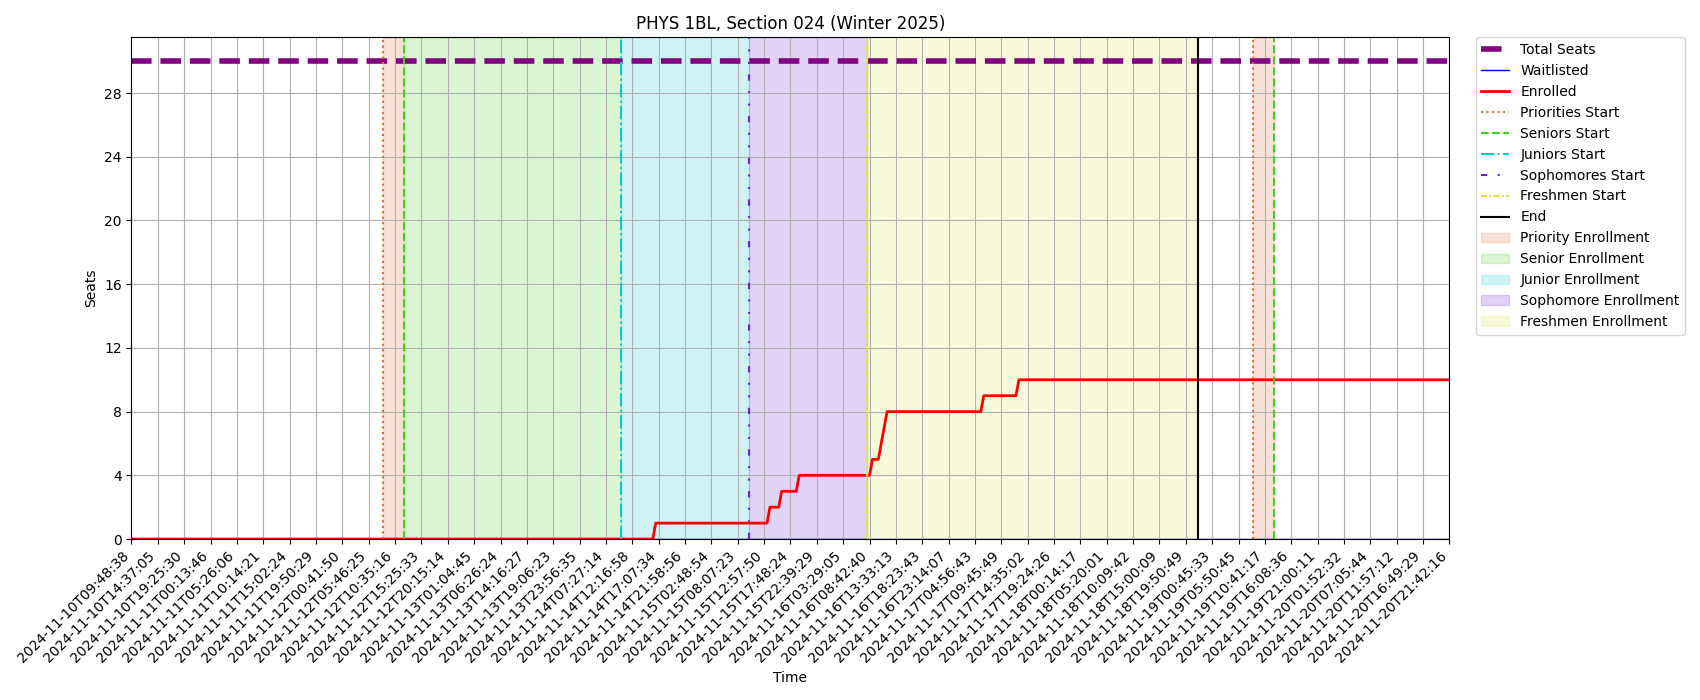 PHYS 1BL, Section 024 (Winter 2025)
Seats
28
24
20
16
12
8
4
0
2024-11-10T09:48:38
2024-11-10T14:37:05
2024-11-10T19:25:30
2024-11-11T00:13:46
2024-11-11T05:26:06
2024-11-11T10:14:21
2024-11-11T15:02:24
2024-11-11T19:50:29
2024-11-12T00:41:50
2024-11-12T05:46:25
2024-11-12T10:35:16
2024-11-12T15:25:33
2024-11-12T20:15:14
2024-11-13T01:04:45
2024-11-13T06:26:24
2024-11-13T14:16:27
2024-11-13T19:06:23
2024-11-13T23:56:35
2024-11-14T07:27:14
2024-11-14T12:16:58
2024-11-14T17:07:34
2024-11-14T21:58:56
2024-11-15T02:48:54
2024-11-15T08:07:23
2024-11-15T12:57:50
2024-11-15T17:48:24
2024-11-15T22:39:29
2024-11-16T03:29:05
2024-11-16T08:42:40
2024-11-16T13:33:13
2024-11-16T18:23:43
2024-11-16T23:14:07
2024-11-17T04:56:43
2024-11-17T09:45:49
2024-11-17T14:35:02
2024-11-17T19:24:26
2024-11-18T00:14:17
2024-11-18T05:20:01
2024-11-18T10:09:42
2024-11-18T15:00:09
2024-11-18T19:50:49
2024-11-19T00:45:33
2024-11-19T05:50:45
2024-11-19T10:41:17
2024-11-19T16:08:36
2024-11-19T21:00:11
2024-11-20T01:52:32
2024-11-20T07:05:44
2024-11-20T11:57:12
2024-11-20T16:49:29
2024-11-20T21:42:16
Time
Total Seats
Waitlisted
Enrolled
Priorities Start
Seniors Start
Juniors Start
Sophomores Start
Freshmen Start
End
Priority Enrollment
Senior Enrollment
Junior Enrollment
Sophomore Enrollment
Freshmen Enrollment